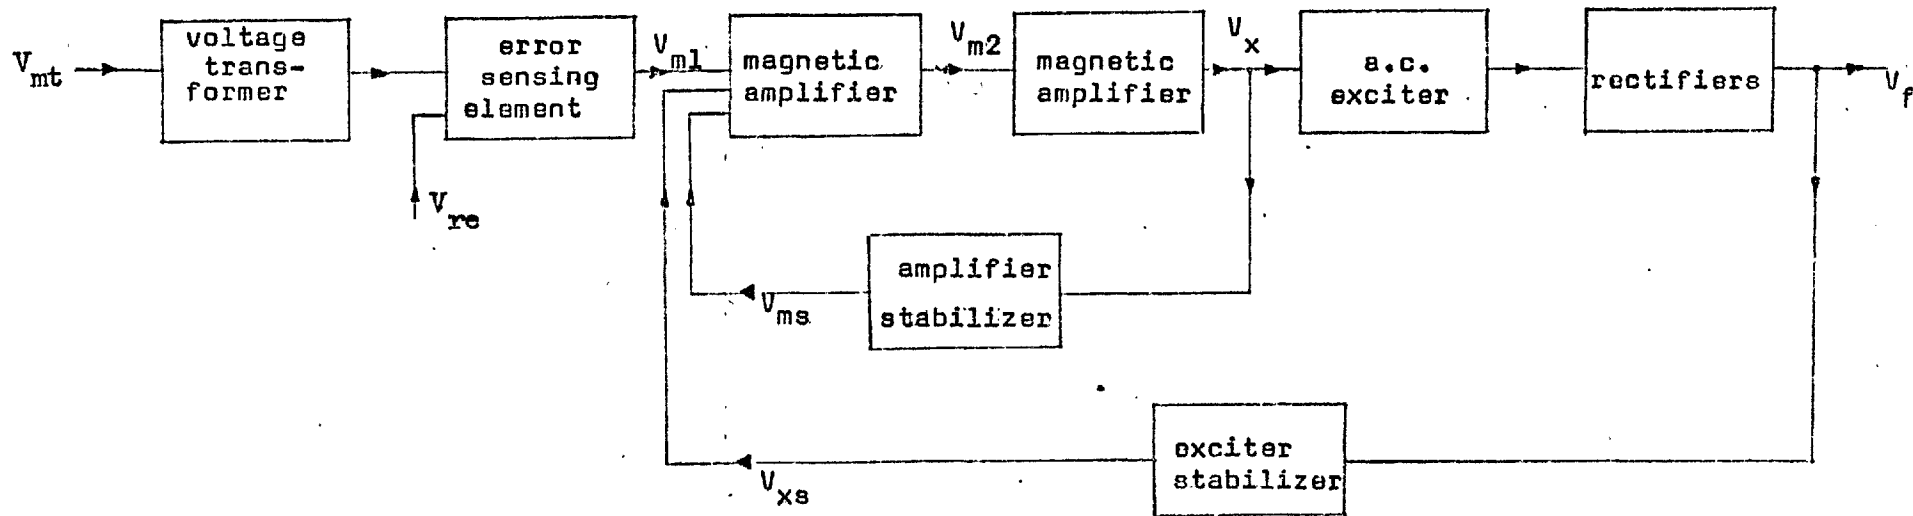 V_mt
voltage
trans-
former
error
sensing
element
V_re
V_m1
magnetic
amplifier
V_m2
magnetic
amplifier
V_x
a.c.
exciter
rectifiers
V_f
amplifier
stabilizer
V_ms
exciter
stabilizer
V_xs